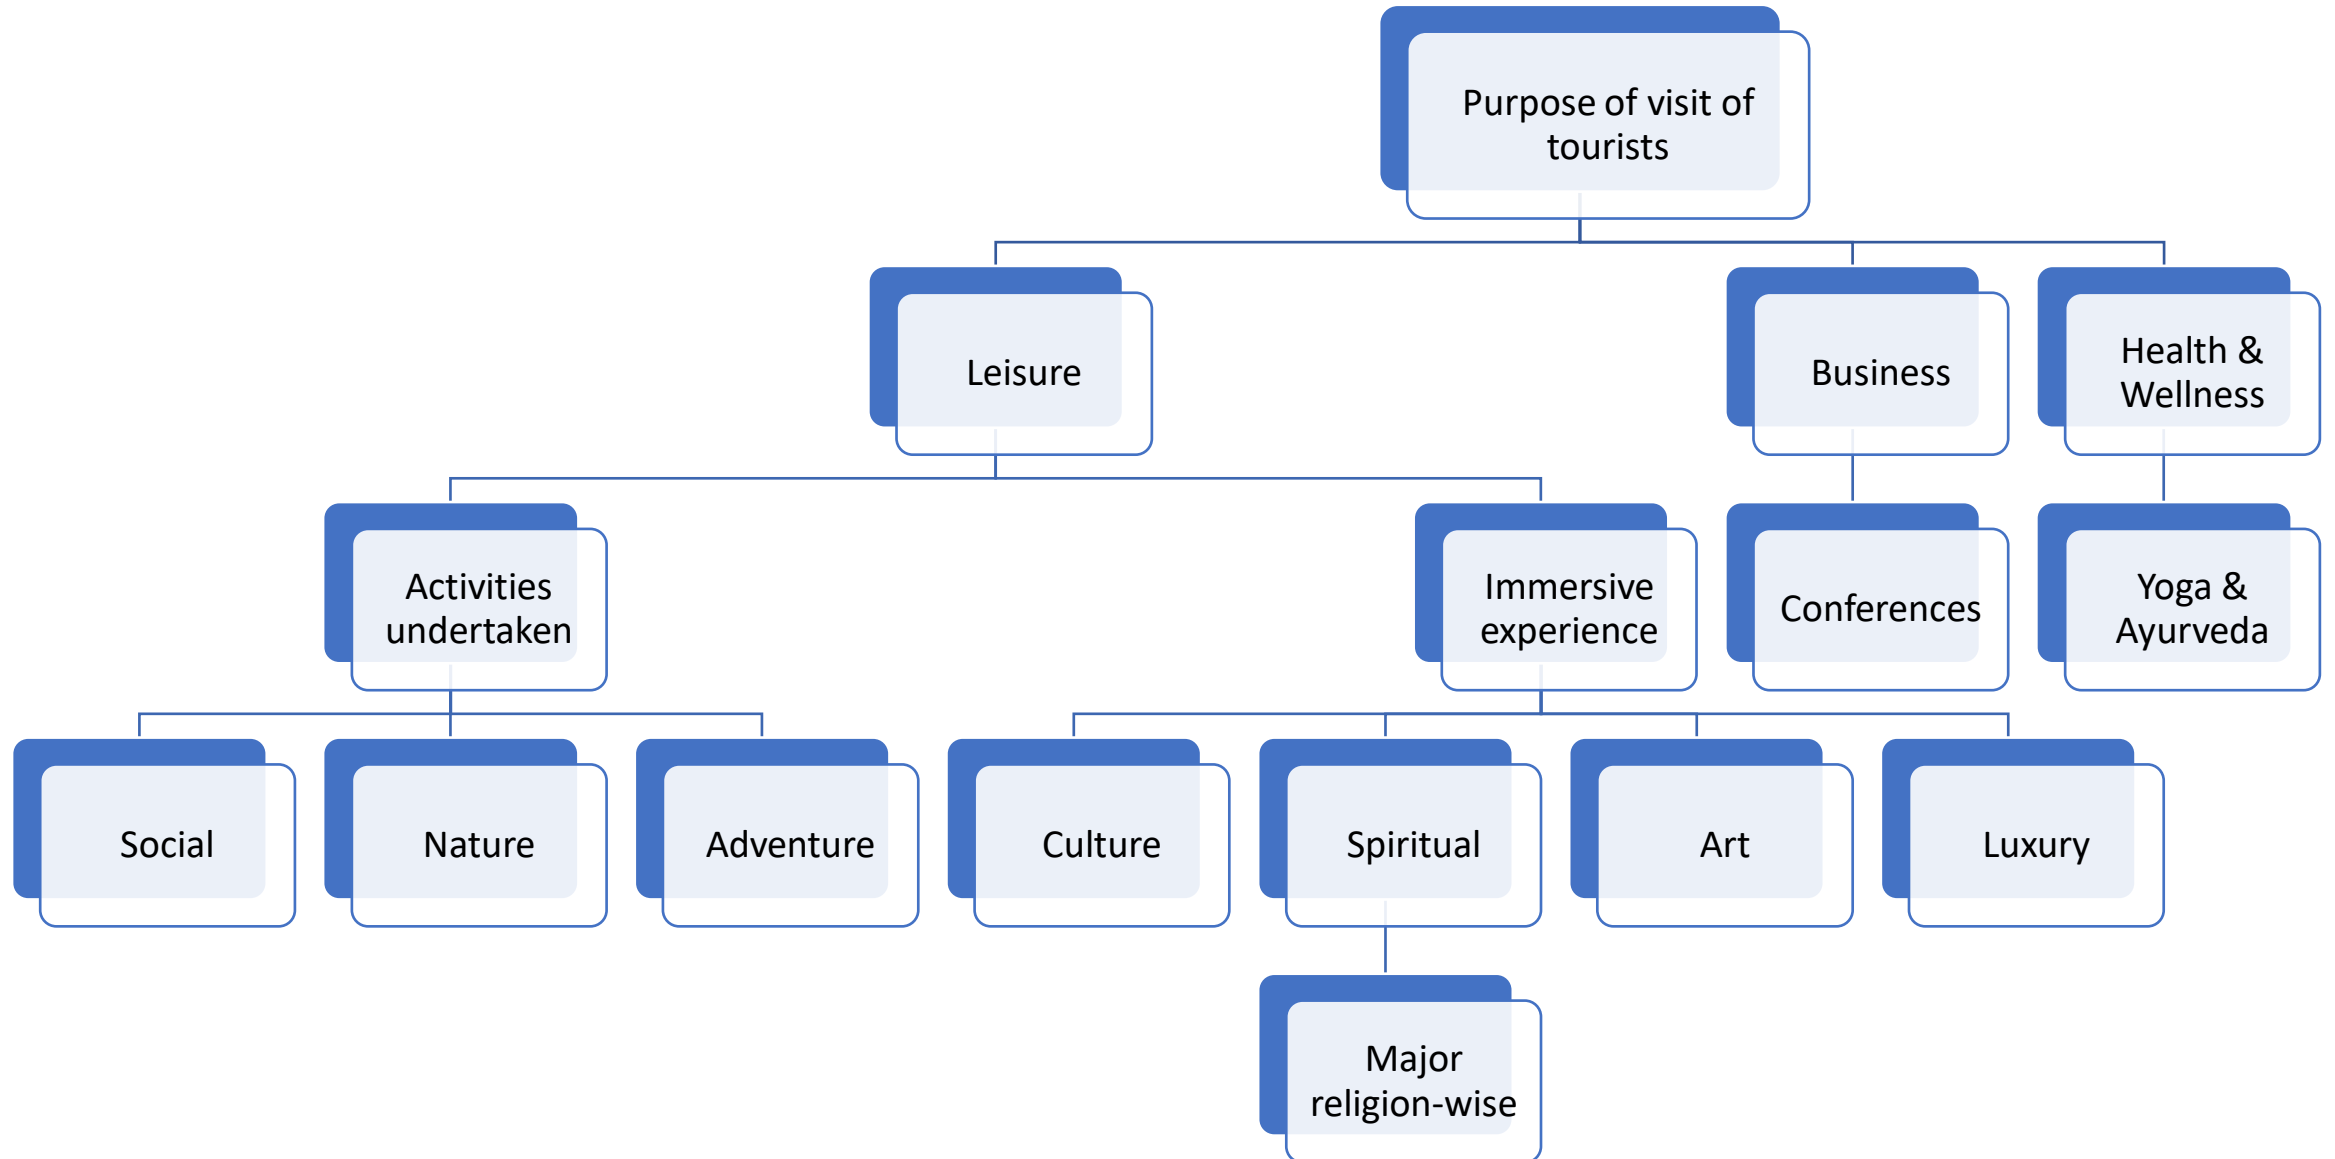 Purpose of visit of
tourists
Leisure
Business
Health &
Wellness
Activities
undertaken
Immersive
experience
Conferences
Yoga &
Ayurveda
Social
Nature
Adventure
Culture
Spiritual
Art
Luxury
Major
religion-wise